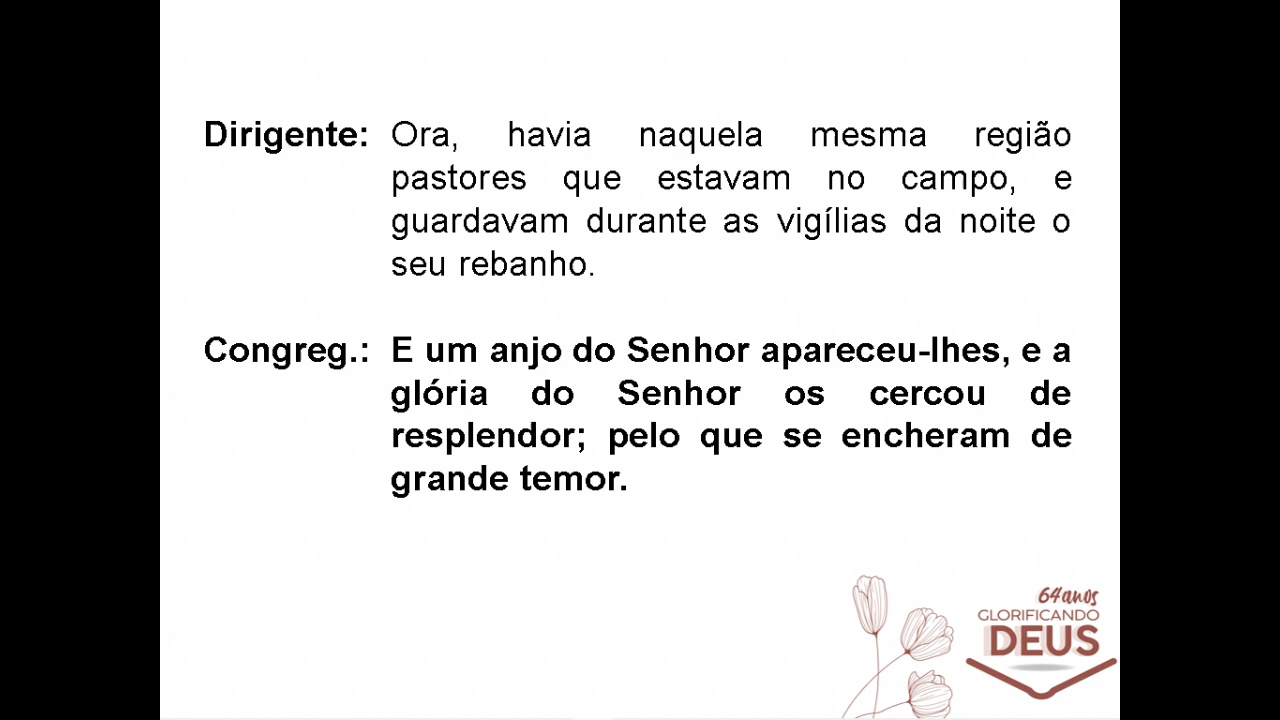 Dirigente: Ora, havia naquela mesma região
pastores que estavam no campo, e
guardavam durante as vigílias da noite o
seu rebanho.
Congreg.: E um anjo do Senhor apareceu-lhes, e a
glória do Senhor os cercou de
resplendor; pelo que se encheram de
grande temor.
64 anos
GLORIFICANDO
DEUS